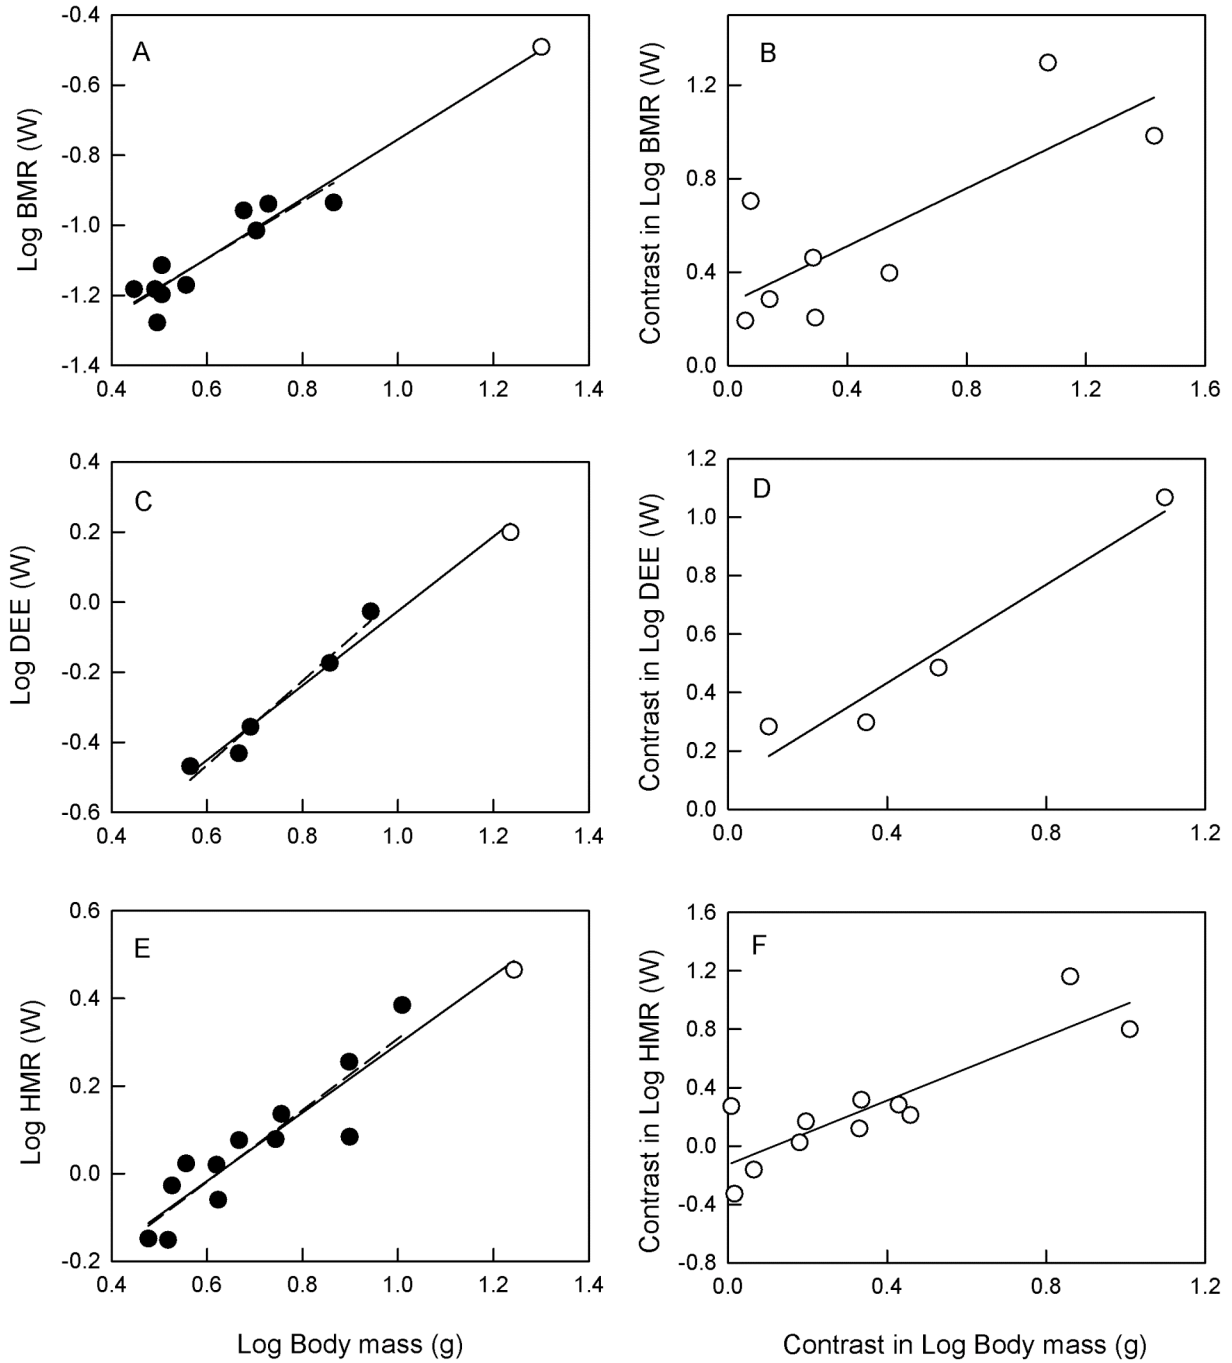 A
Log BMR (W)
-0.4
-0.6
-0.8
-1.0
-1.2
-1.4
0.4 0.6 0.8 1.0 1.2 1.4
B
Contrast in Log BMR (W)
1.2
0.8
0.4
0.0
0.0 0.4 0.8 1.2 1.6
C
Log DEE (W)
0.4
0.2
0.0
-0.2
-0.4
-0.6
0.4 0.6 0.8 1.0 1.2 1.4
D
Contrast in Log DEE (W)
1.2
1.0
0.8
0.6
0.4
0.2
0.0
0.0 0.4 0.8 1.2
E
Log HMR (W)
0.6
0.4
0.2
0.0
-0.2
0.4 0.6 0.8 1.0 1.2 1.4
Log Body mass (g)
F
Contrast in Log HMR (W)
1.6
1.2
0.8
0.4
0.0
-0.4
-0.8
0.0 0.4 0.8 1.2
Contrast in Log Body mass (g)